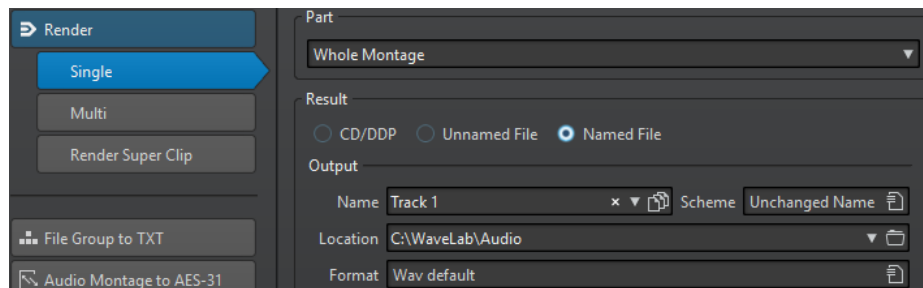 Render
Single
Multi
Render Super Clip
File Group to TXT
Audio Montage to AES-31
Part
Whole Montage
Result
CD/DDP Unnamed File Named File
Output
Name Track 1 Scheme Unchanged Name
Location C:\WaveLab\Audio
Format Wav default